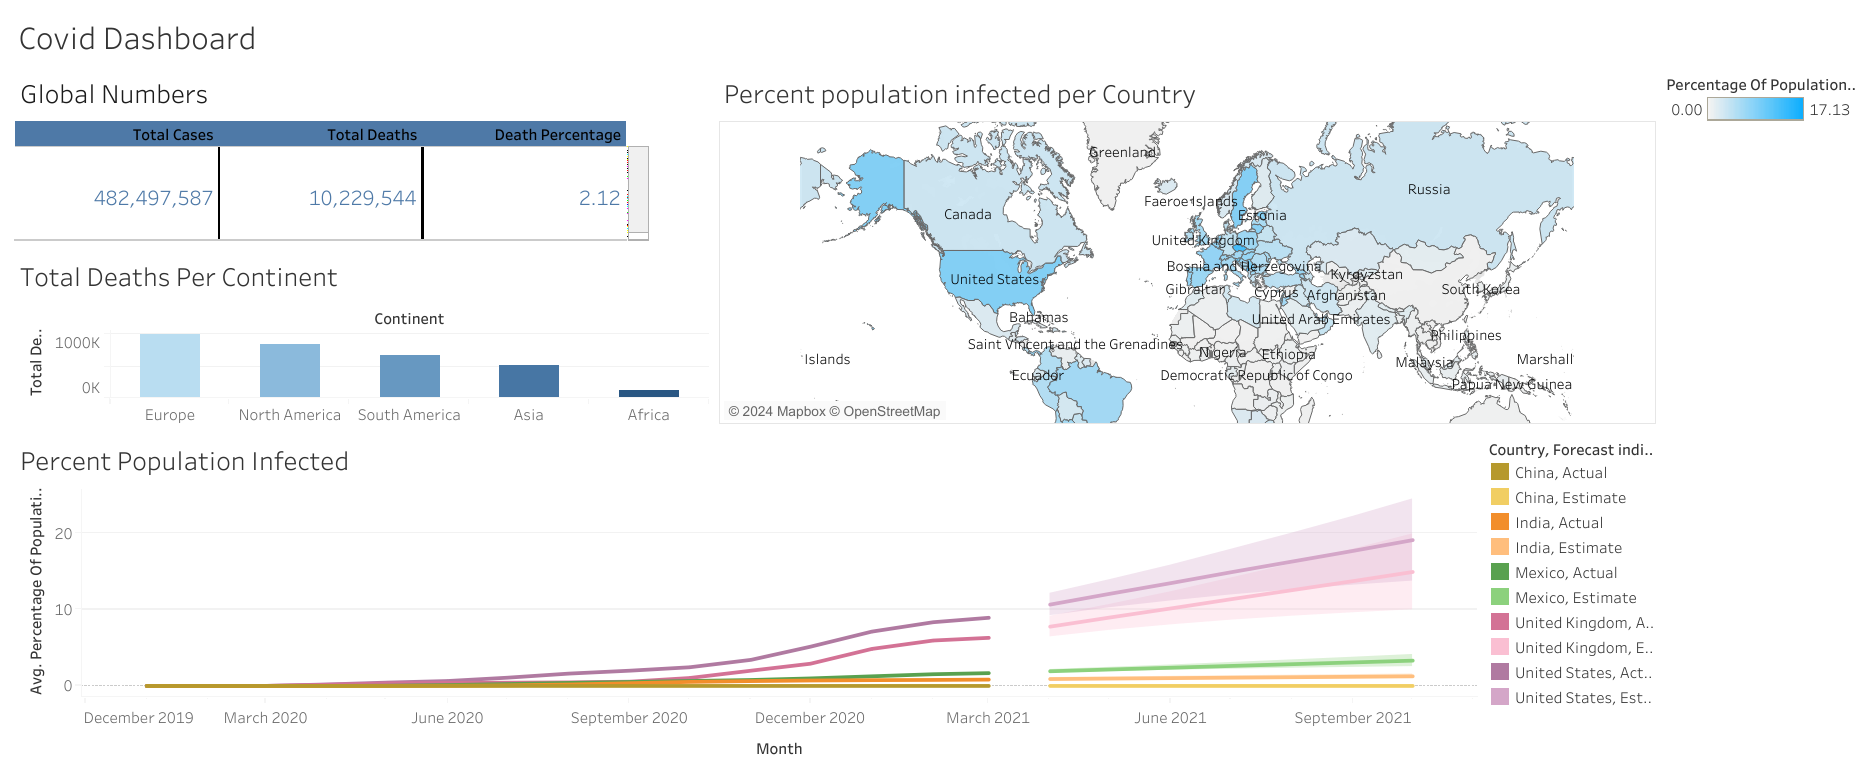 Covid Dashboard
Global Numbers
Total Cases Total Deaths Death Percentage
482,497,587 10,229,544 2.12
Total Deaths Per Continent
Continent
Total De..
1000K
0K
Europe North America South America Asia Africa
Percent population infected per Country
Greenland
Russia
Faeroe Islands
Canada
Estonia
United Kingdom
Bosnia and Herzegovina
Kyrgyzstan
United States
Gibraltar
Cyprus
Afghanistan
South Korea
Bahamas
United Arab Emirates
Philippines
Saint Vincent and the Grenadines
Nigeria
Ethiopia
Islands
Malaysia
Marshall
Ecuador
Democratic Republic of Congo
Papua New Guinea
© 2024 Mapbox © OpenStreetMap
Percentage Of Population..
0.00 17.13
Percent Population Infected
Avg. Percentage Of Populati..
20
10
0
December 2019 March 2020 June 2020 September 2020 December 2020 March 2021 June 2021 September 2021
Month
Country, Forecast indi..
China, Actual
China, Estimate
India, Actual
India, Estimate
Mexico, Actual
Mexico, Estimate
United Kingdom, A..
United Kingdom, E..
United States, Act..
United States, Est..